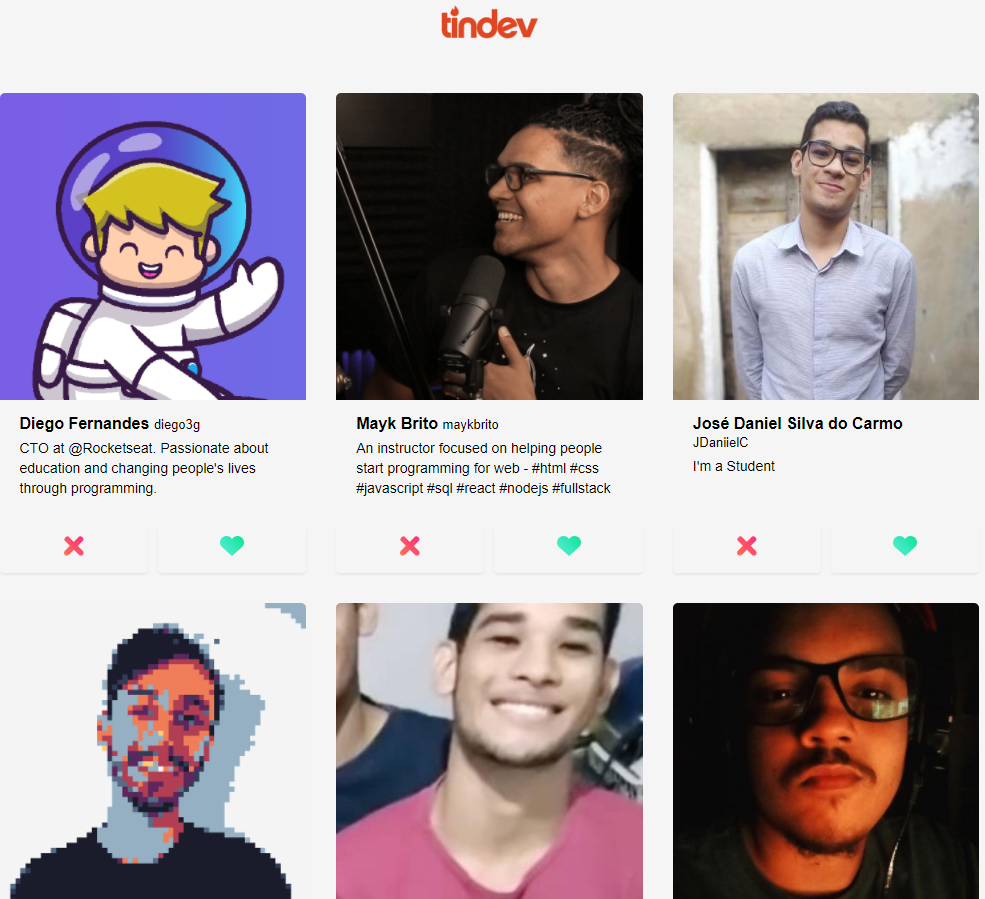 tindev
Diego Fernandes diego3g
CTO at @Rocketseat. Passionate about
education and changing people's lives
through programming.
Mayk Brito maykbrito
An instructor focused on helping people
start programming for web - #html #css
#javascript #sql #react #nodejs #fullstack
José Daniel Silva do Carmo
JDaniielC
I'm a Student